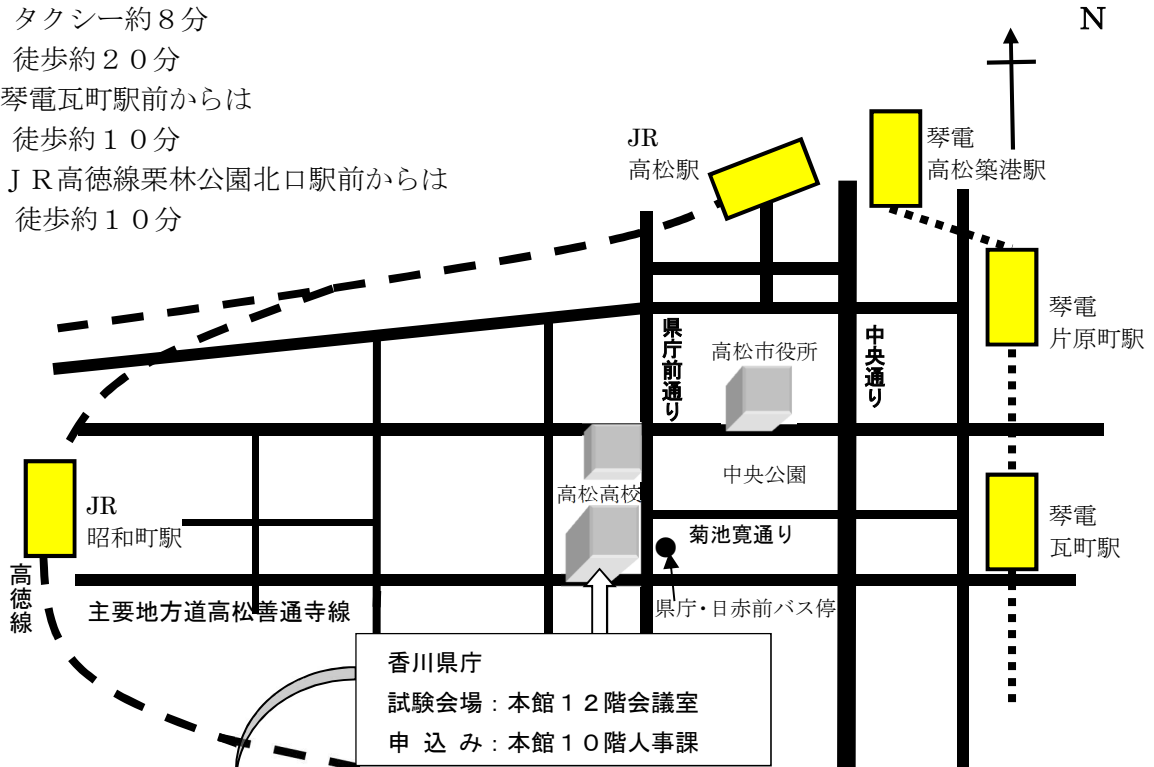 タクシー約８分
徒歩約２０分
琴電瓦町駅前からは
徒歩約１０分
ＪＲ高徳線栗林公園北口駅前からは
徒歩約１０分
N
JR
高松駅
琴電
高松築港駅
琴電
片原町駅
県庁前通り
高松市役所
中央通り
高松高校
中央公園
JR
昭和町駅
菊池寛通り
琴電
瓦町駅
高徳線
主要地方道高松善通寺線
県庁・日赤前バス停
香川県庁
試験会場：本館１２階会議室
申 込 み：本館１０階人事課